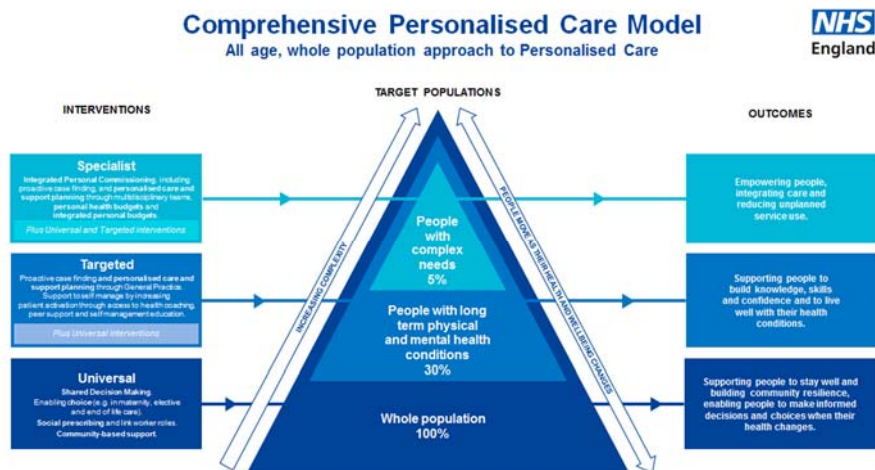 Comprehensive Personalised Care Model
All age, whole population approach to Personalised Care
NHS
England
INTERVENTIONS
TARGET POPULATIONS
OUTCOMES
Specialist
Integrated Personal Commissioning, including
proactive case finding, and personalised care and
support planning through multidisciplinary teams,
personal health budgets and
integrated personal budgets.
Plus Universal and Targeted interventions
Targeted
Proactive case finding and personalised care and
support planning through General Practice.
Support to self manage by increasing
patient activation through access to health coaching,
peer support and self management education.
Plus Universal interventions
Universal
Shared Decision Making.
Enabling choice (e.g. in maternity, elective
and end of life care).
Social prescribing and link worker roles.
Community-based support.
INCREASING COMPLEXITY
People
with
complex
needs
5%
People with long
term physical
and mental health
conditions
30%
Whole population
100%
PEOPLE MOVE AS THEIR HEALTH AND WELLBEING CHANGES
Empowering people,
integrating care and
reducing unplanned
service use.
Supporting people to
build knowledge, skills
and confidence and to live
well with their health
conditions.
Supporting people to stay well and
building community resilience,
enabling people to make informed
decisions and choices when their
health changes.